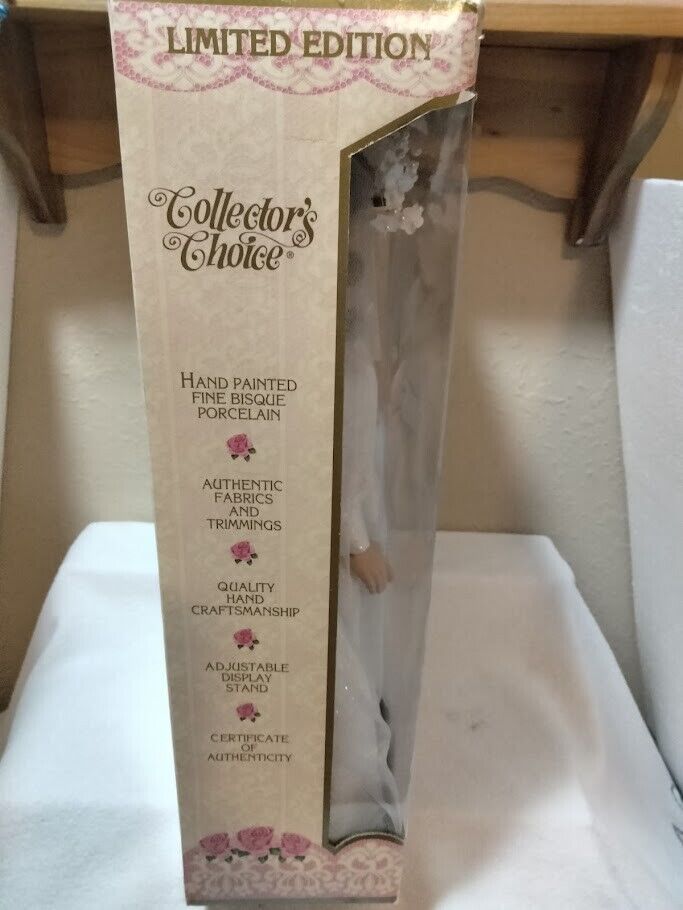 LIMITED EDITION
Collector's
Choice®
HAND PAINTED
FINE BISQUE
PORCELAIN
AUTHENTIC
FABRICS
AND
TRIMMINGS
QUALITY
HAND
CRAFTSMANSHIP
ADJUSTABLE
DISPLAY
STAND
CERTIFICATE
OF
AUTHENTICITY